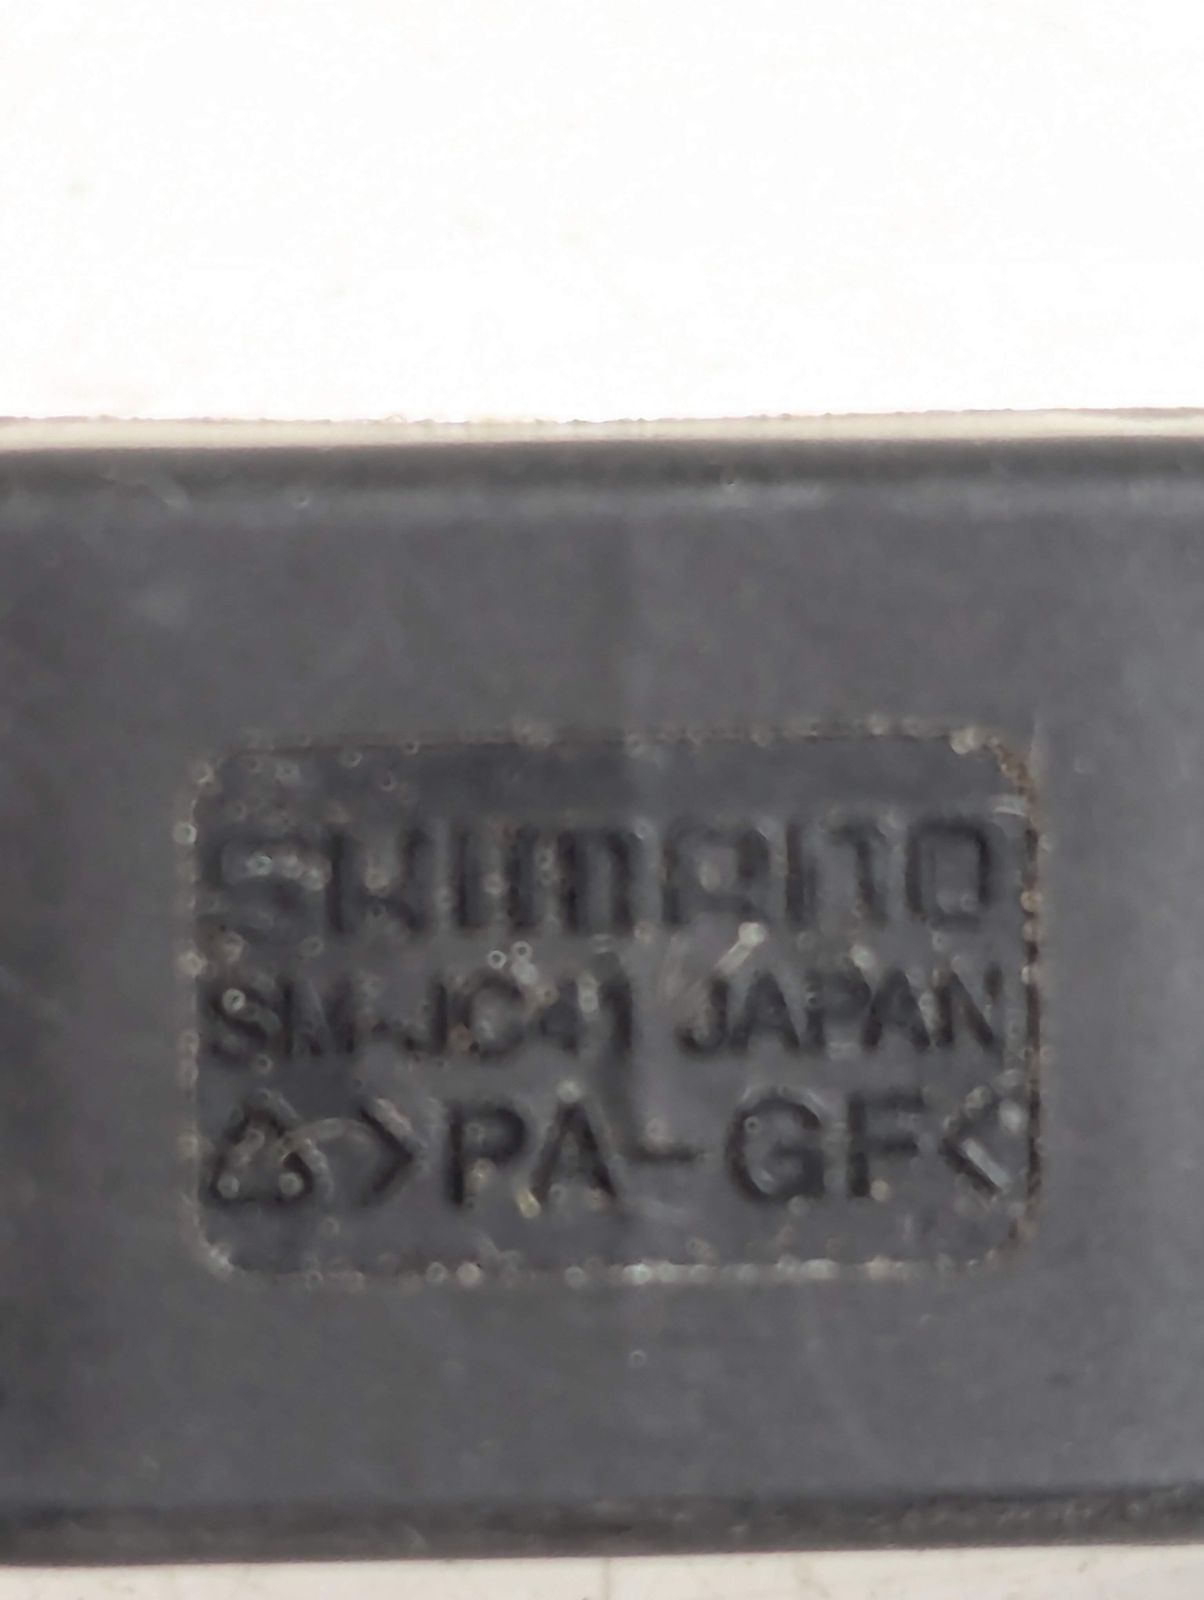 SHIMANO
SM-JC41 JAPAN
♺ >PA-GF<